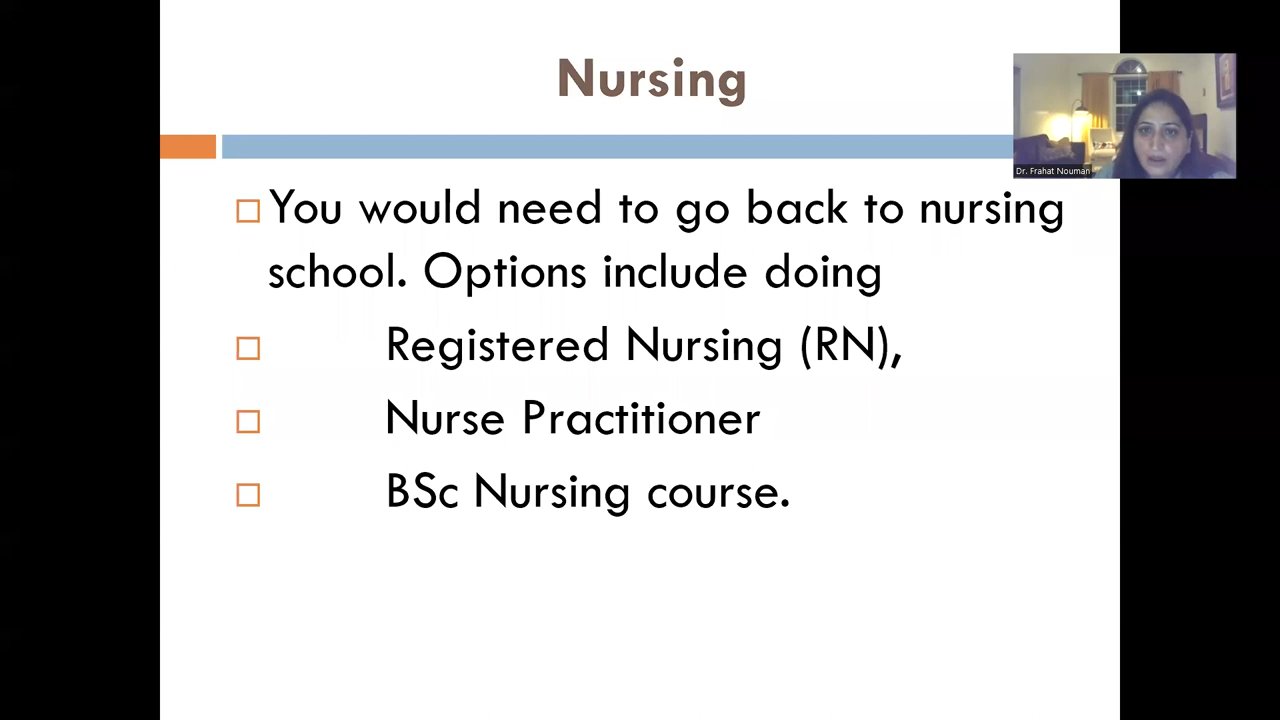 Nursing
Dr. Frahat Nouman
You would need to go back to nursing
school. Options include doing
Registered Nursing (RN),
Nurse Practitioner
BSc Nursing course.